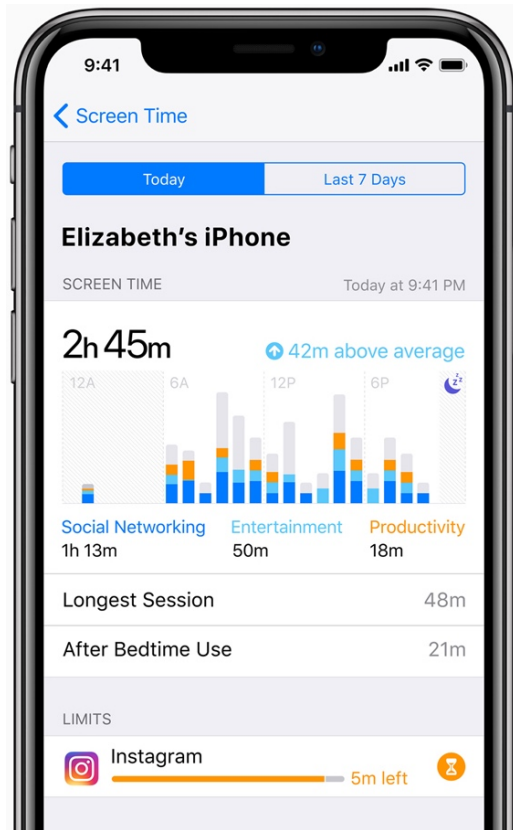 9:41
Screen Time
Today Last 7 Days
Elizabeth's iPhone
SCREEN TIME Today at 9:41 PM
2h 45m 42m above average
12A 6A 12P 6P zzz
Social Networking Entertainment Productivity
1h 13m 50m 18m
Longest Session 48m
After Bedtime Use 21m
LIMITS
Instagram
5m left